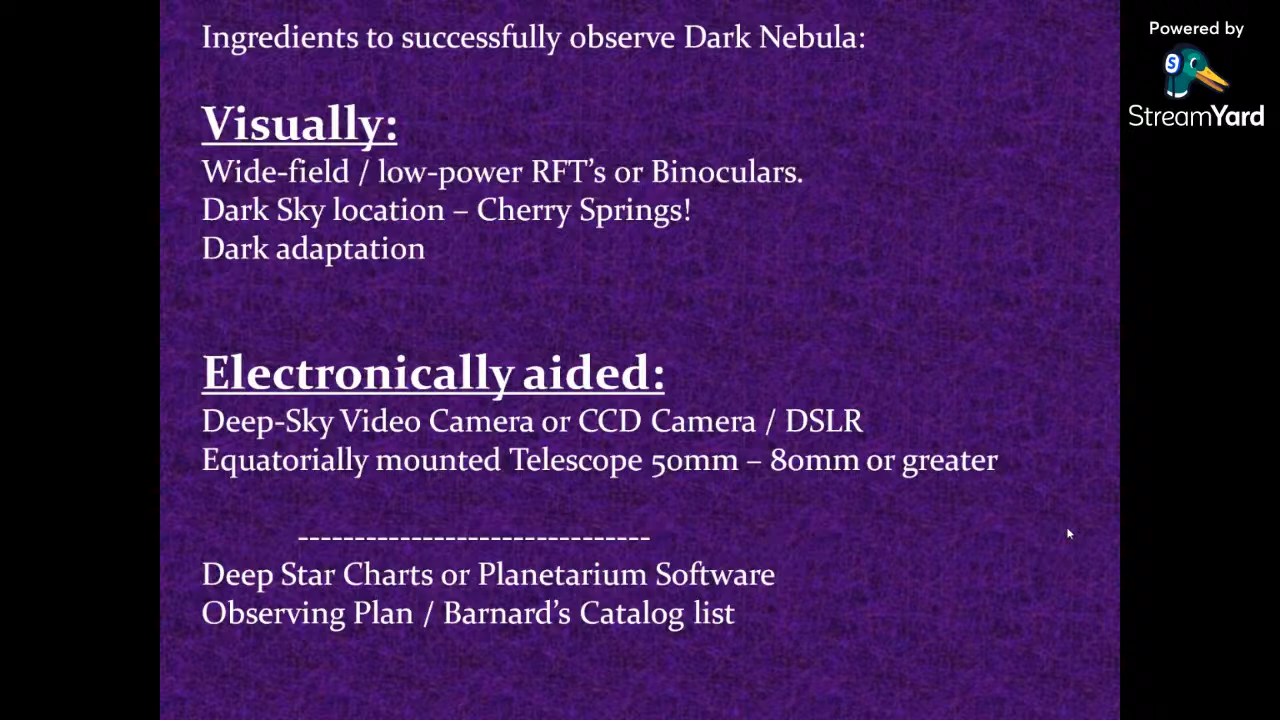 Ingredients to successfully observe Dark Nebula:
Visually:
Wide-field / low-power RFT's or Binoculars.
Dark Sky location – Cherry Springs!
Dark adaptation
Electronically aided:
Deep-Sky Video Camera or CCD Camera / DSLR
Equatorially mounted Telescope 50mm – 80mm or greater
-------------------------------
Deep Star Charts or Planetarium Software
Observing Plan / Barnard's Catalog list
Powered by
S
StreamYard